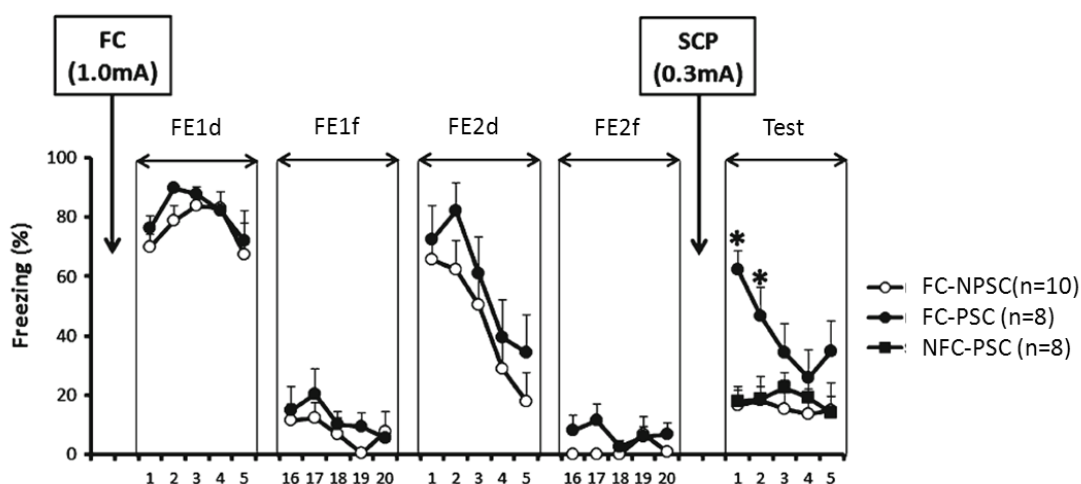 FC
(1.0mA)
SCP
(0.3mA)
FE1d
FE1f
FE2d
FE2f
Test
100
80
60
40
20
0
Freezing (%)
* *
FC-NPSC(n=10)
FC-PSC (n=8)
NFC-PSC (n=8)
1 2 3 4 5 16 17 18 19 20 1 2 3 4 5 16 17 18 19 20 1 2 3 4 5